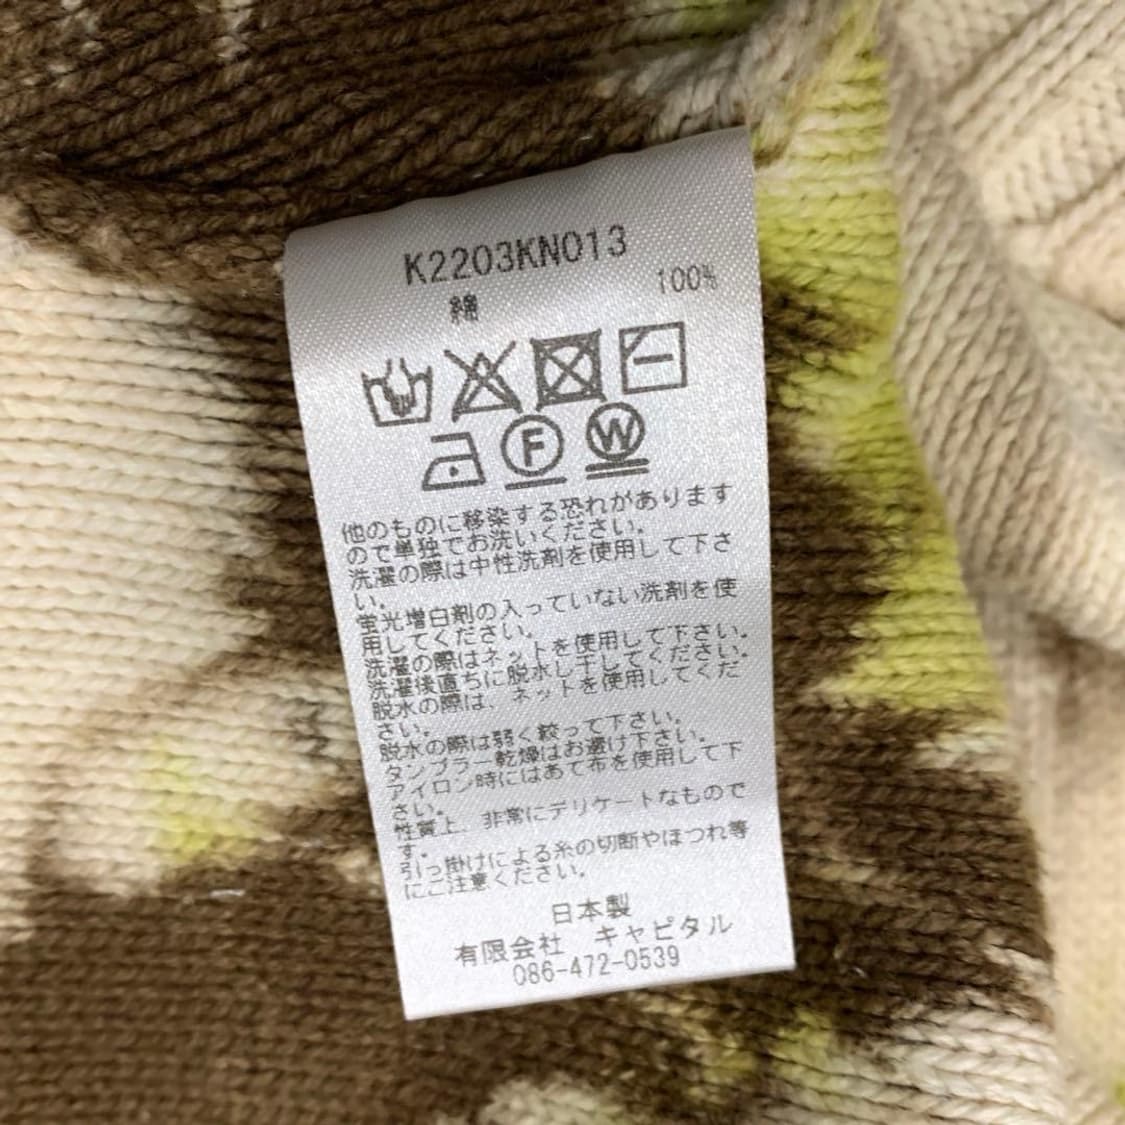 K2203KN013
綿 100%
F W
他のものに移染する恐れがあります
ので単独でお洗いください。
洗濯の際は中性洗剤を使用して下さ
い。
蛍光増白剤の入っていない洗剤を使
用してください。
洗濯の際はネットを使用して下さい。
洗濯後直ちに脱水し干してください。
脱水の際は、ネットを使用してくだ
さい。
脱水の際は弱く絞って下さい。
タンブラー乾燥はお避け下さい。
アイロン時にはあて布を使用して下
さい。
性質上、非常にデリケートなもので
す。
引っ掛けによる糸の切断やほつれ等
にご注意ください。
日本製
有限会社 キャピタル
086-472-0539